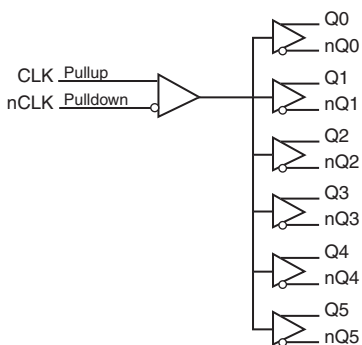 Q0
nQ0
CLK Pullup
nCLK Pulldown
Q1
nQ1
Q2
nQ2
Q3
nQ3
Q4
nQ4
Q5
nQ5